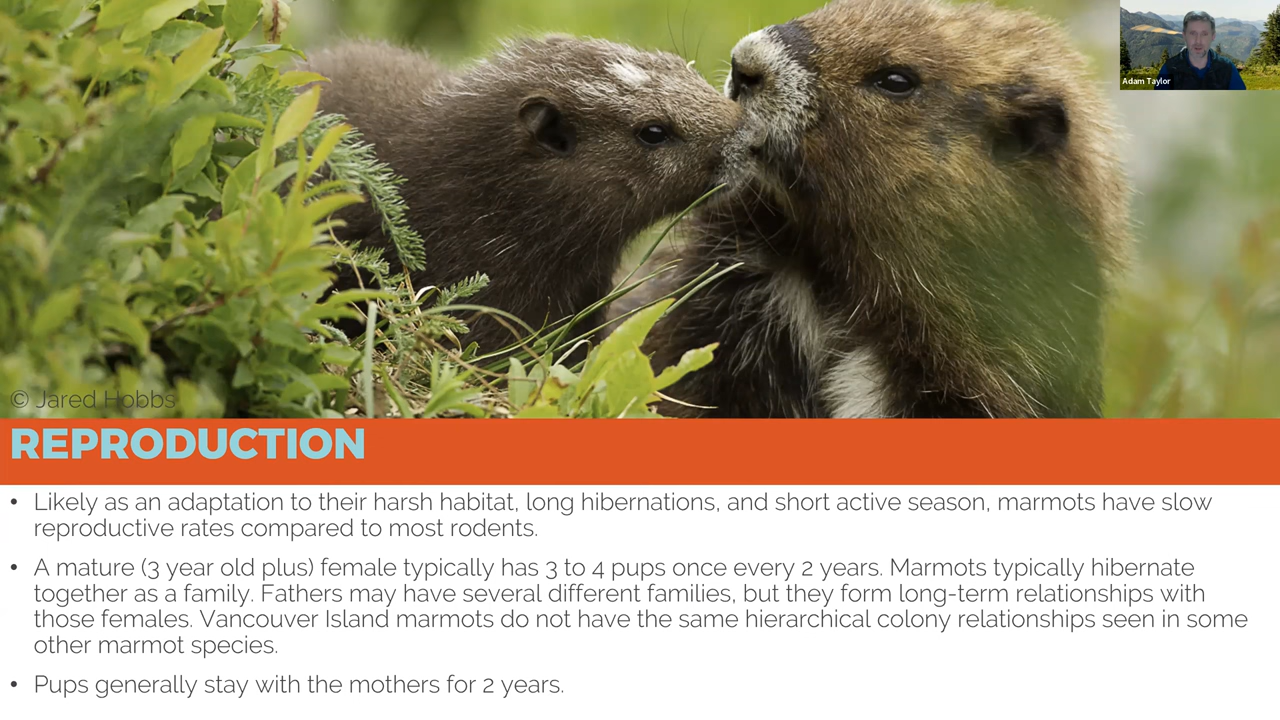 Adam Taylor
© Jared Hobbs
REPRODUCTION
• Likely as an adaptation to their harsh habitat, long hibernations, and short active season, marmots have slow
reproductive rates compared to most rodents.
• A mature (3 year old plus) female typically has 3 to 4 pups once every 2 years. Marmots typically hibernate
together as a family. Fathers may have several different families, but they form long-term relationships with
those females. Vancouver Island marmots do not have the same hierarchical colony relationships seen in some
other marmot species.
• Pups generally stay with the mothers for 2 years.